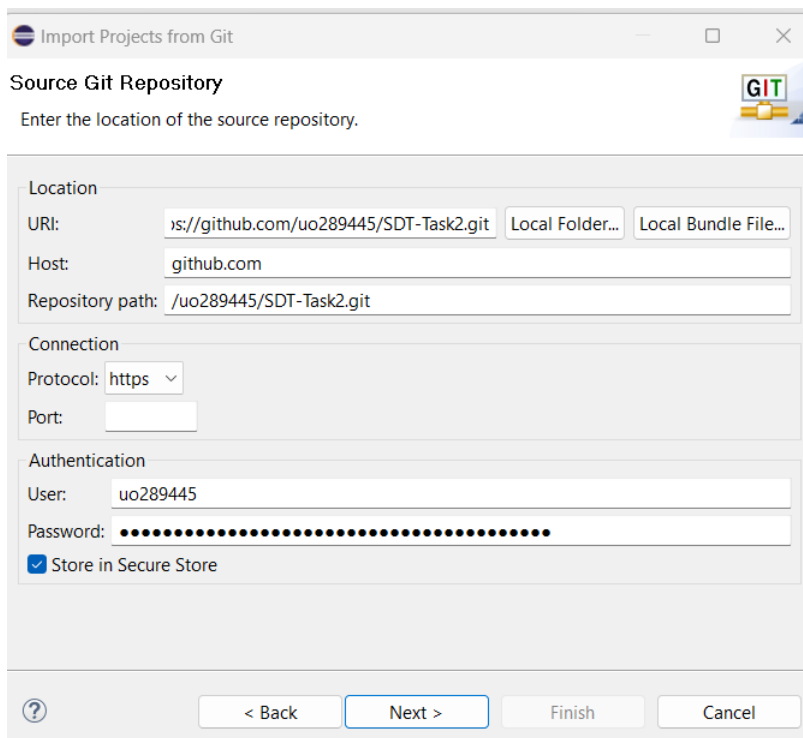 Import Projects from Git
Source Git Repository
GIT
Enter the location of the source repository.
Location
URI: os://github.com/uo289445/SDT-Task2.git Local Folder... Local Bundle File...
Host: github.com
Repository path: /uo289445/SDT-Task2.git
Connection
Protocol: https
Port:
Authentication
User: uo289445
Password: ●●●●●●●●●●●●●●●●●●●●●●●●●●●●●●●●●●●●●●●●
Store in Secure Store
? < Back Next > Finish Cancel